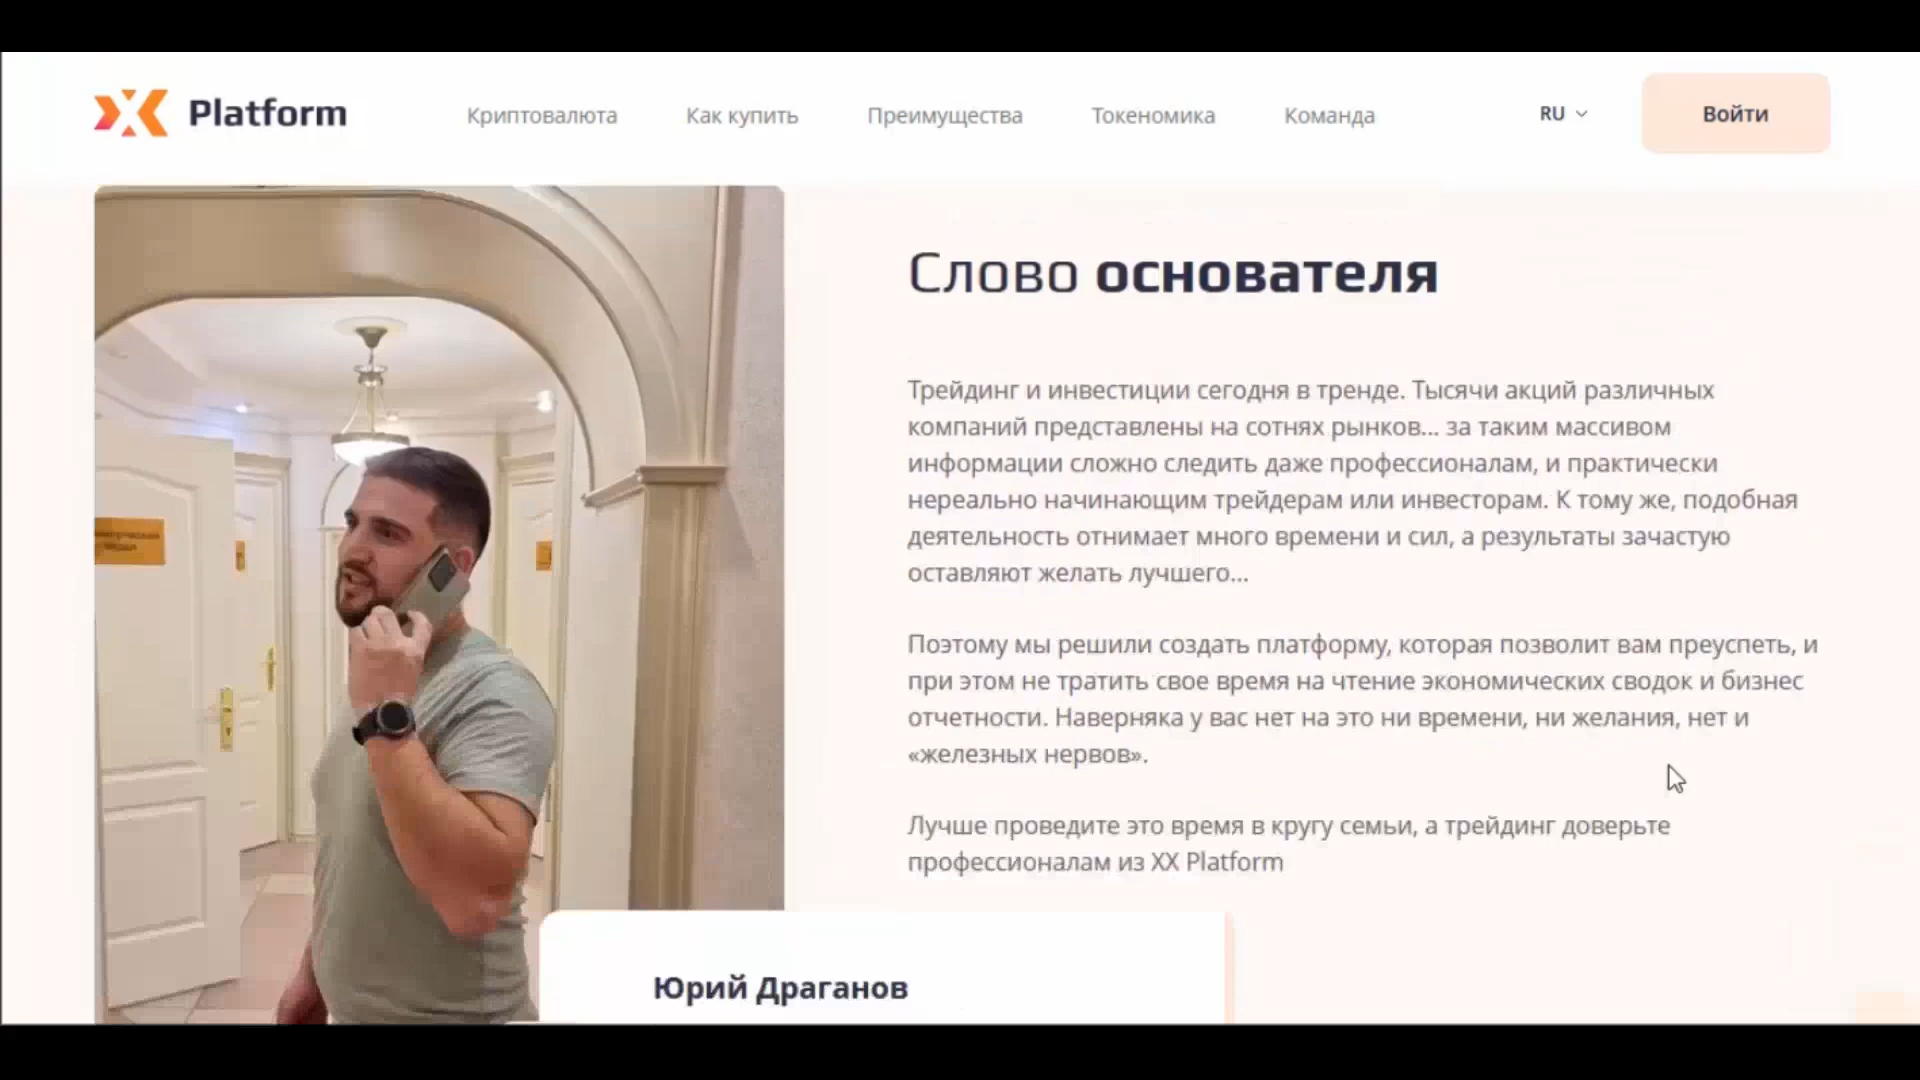 Platform
Криптовалюта
Как купить
Преимущества
Токеномика
Команда
RU
Войти
Слово основателя
Трейдинг и инвестиции сегодня в тренде. Тысячи акций различных
компаний представлены на сотнях рынков... за таким массивом
информации сложно следить даже профессионалам, и практически
нереально начинающим трейдерам или инвесторам. К тому же, подобная
деятельность отнимает много времени и сил, а результаты зачастую
оставляют желать лучшего...
Поэтому мы решили создать платформу, которая позволит вам преуспеть, и
при этом не тратить свое время на чтение экономических сводок и бизнес
отчетности. Наверняка у вас нет на это ни времени, ни желания, нет и
«железных нервов».
Лучше проведите это время в кругу семьи, а трейдинг доверьте
профессионалам из XX Platform
Юрий Драганов